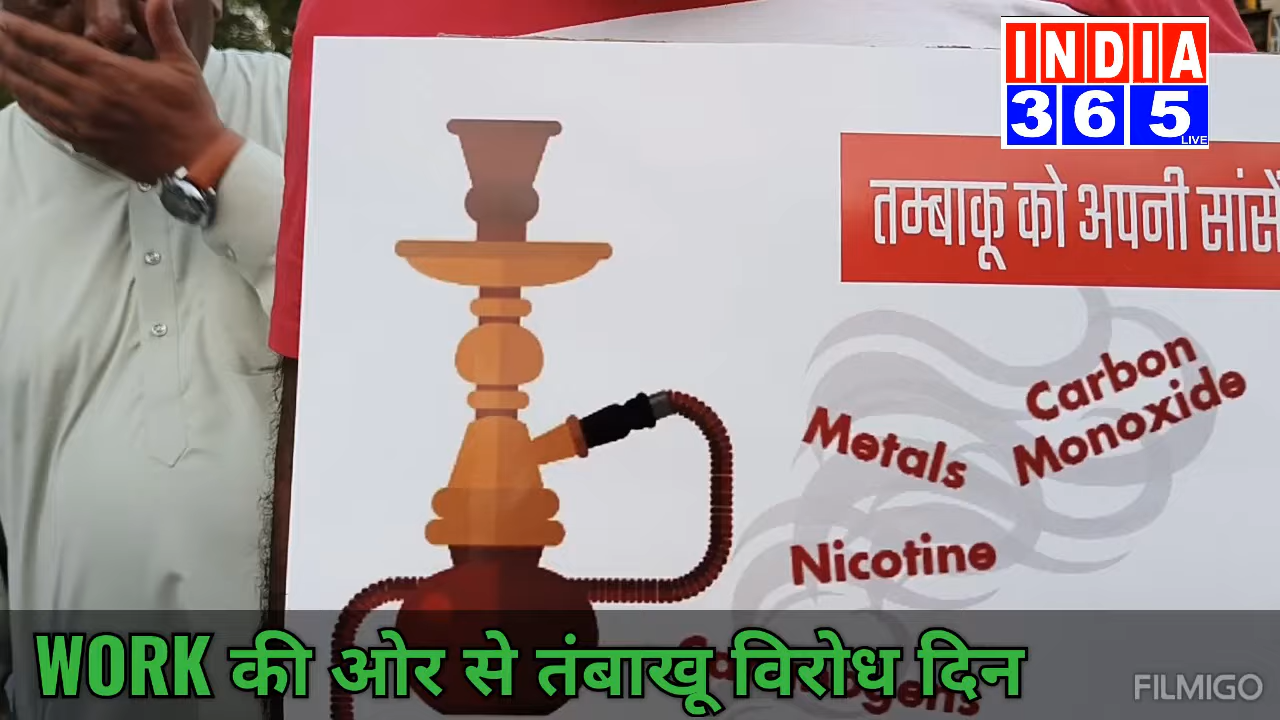 INDIA
365
LIVE
तम्बाकू को अपनी
Carbon
Monoxide
Metals
Nicotine
WORK की ओर से तंबाखू विरोध दिन
FILMIGO